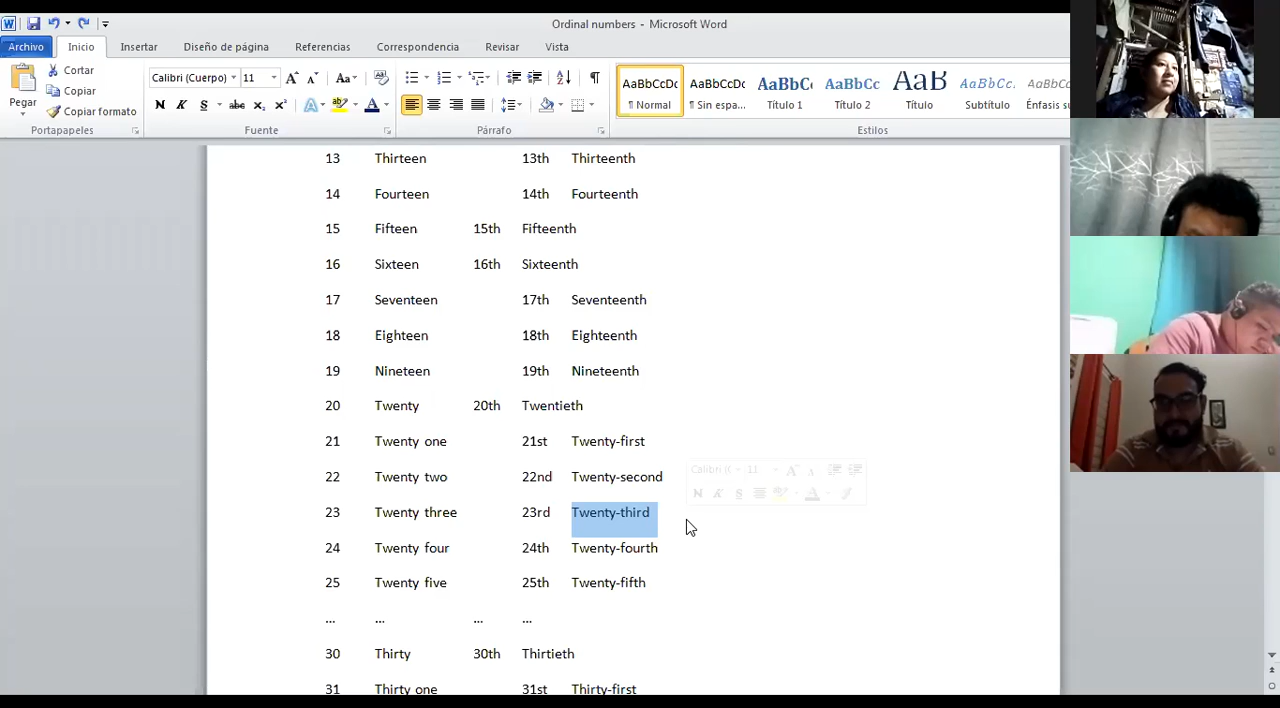 Ordinal numbers - Microsoft Word
Archivo Inicio Insertar Diseño de página Referencias Correspondencia Revisar Vista
Pegar
Cortar
Copiar
Copiar formato
Portapapeles
Calibri (Cuerpo) 11
N K S abc x₂ x²
Fuente
Párrafo
AaBbCcDc AaBbCcDc AaBbC AaBbCc AaB AaBbCc. AaBbCcD
¶ Normal ¶ Sin espa... Título 1 Título 2 Título Subtítulo Énfasis su
Estilos
13 Thirteen 13th Thirteenth
14 Fourteen 14th Fourteenth
15 Fifteen 15th Fifteenth
16 Sixteen 16th Sixteenth
17 Seventeen 17th Seventeenth
18 Eighteen 18th Eighteenth
19 Nineteen 19th Nineteenth
20 Twenty 20th Twentieth
21 Twenty one 21st Twenty-first
22 Twenty two 22nd Twenty-second
23 Twenty three 23rd Twenty-third
24 Twenty four 24th Twenty-fourth
25 Twenty five 25th Twenty-fifth
... ... ... ...
30 Thirty 30th Thirtieth
31 Thirty one 31st Thirty-first